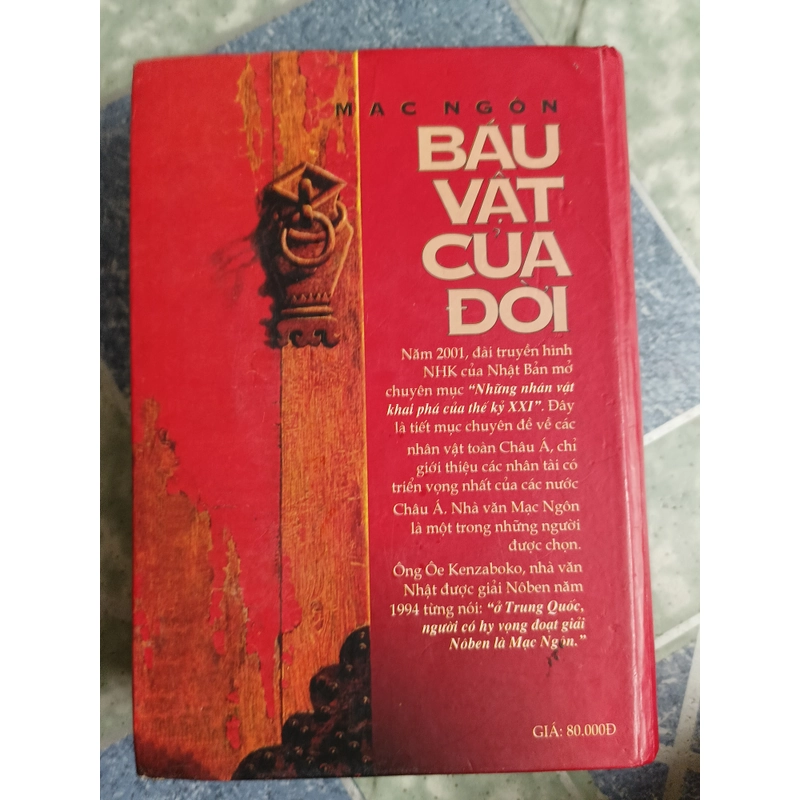 MẠC NGÔN
BÁU
VẬT
CỦA
ĐỜI
Năm 2001, đài truyền hình
NHK của Nhật Bản mở
chuyên mục "Những nhân vật
khai phá của thế kỷ XXI". Đây
là tiết mục chuyên đề về các
nhân vật toàn Châu Á, chỉ
giới thiệu các nhân tài có
triển vọng nhất của các nước
Châu Á. Nhà văn Mạc Ngôn
là một trong những người
được chọn.
Ông Ôe Kenzaboko, nhà văn
Nhật được giải Nôben năm
1994 từng nói: "ở Trung Quốc,
người có hy vọng đoạt giải
Nôben là Mạc Ngôn."
GIÁ: 80.000Đ